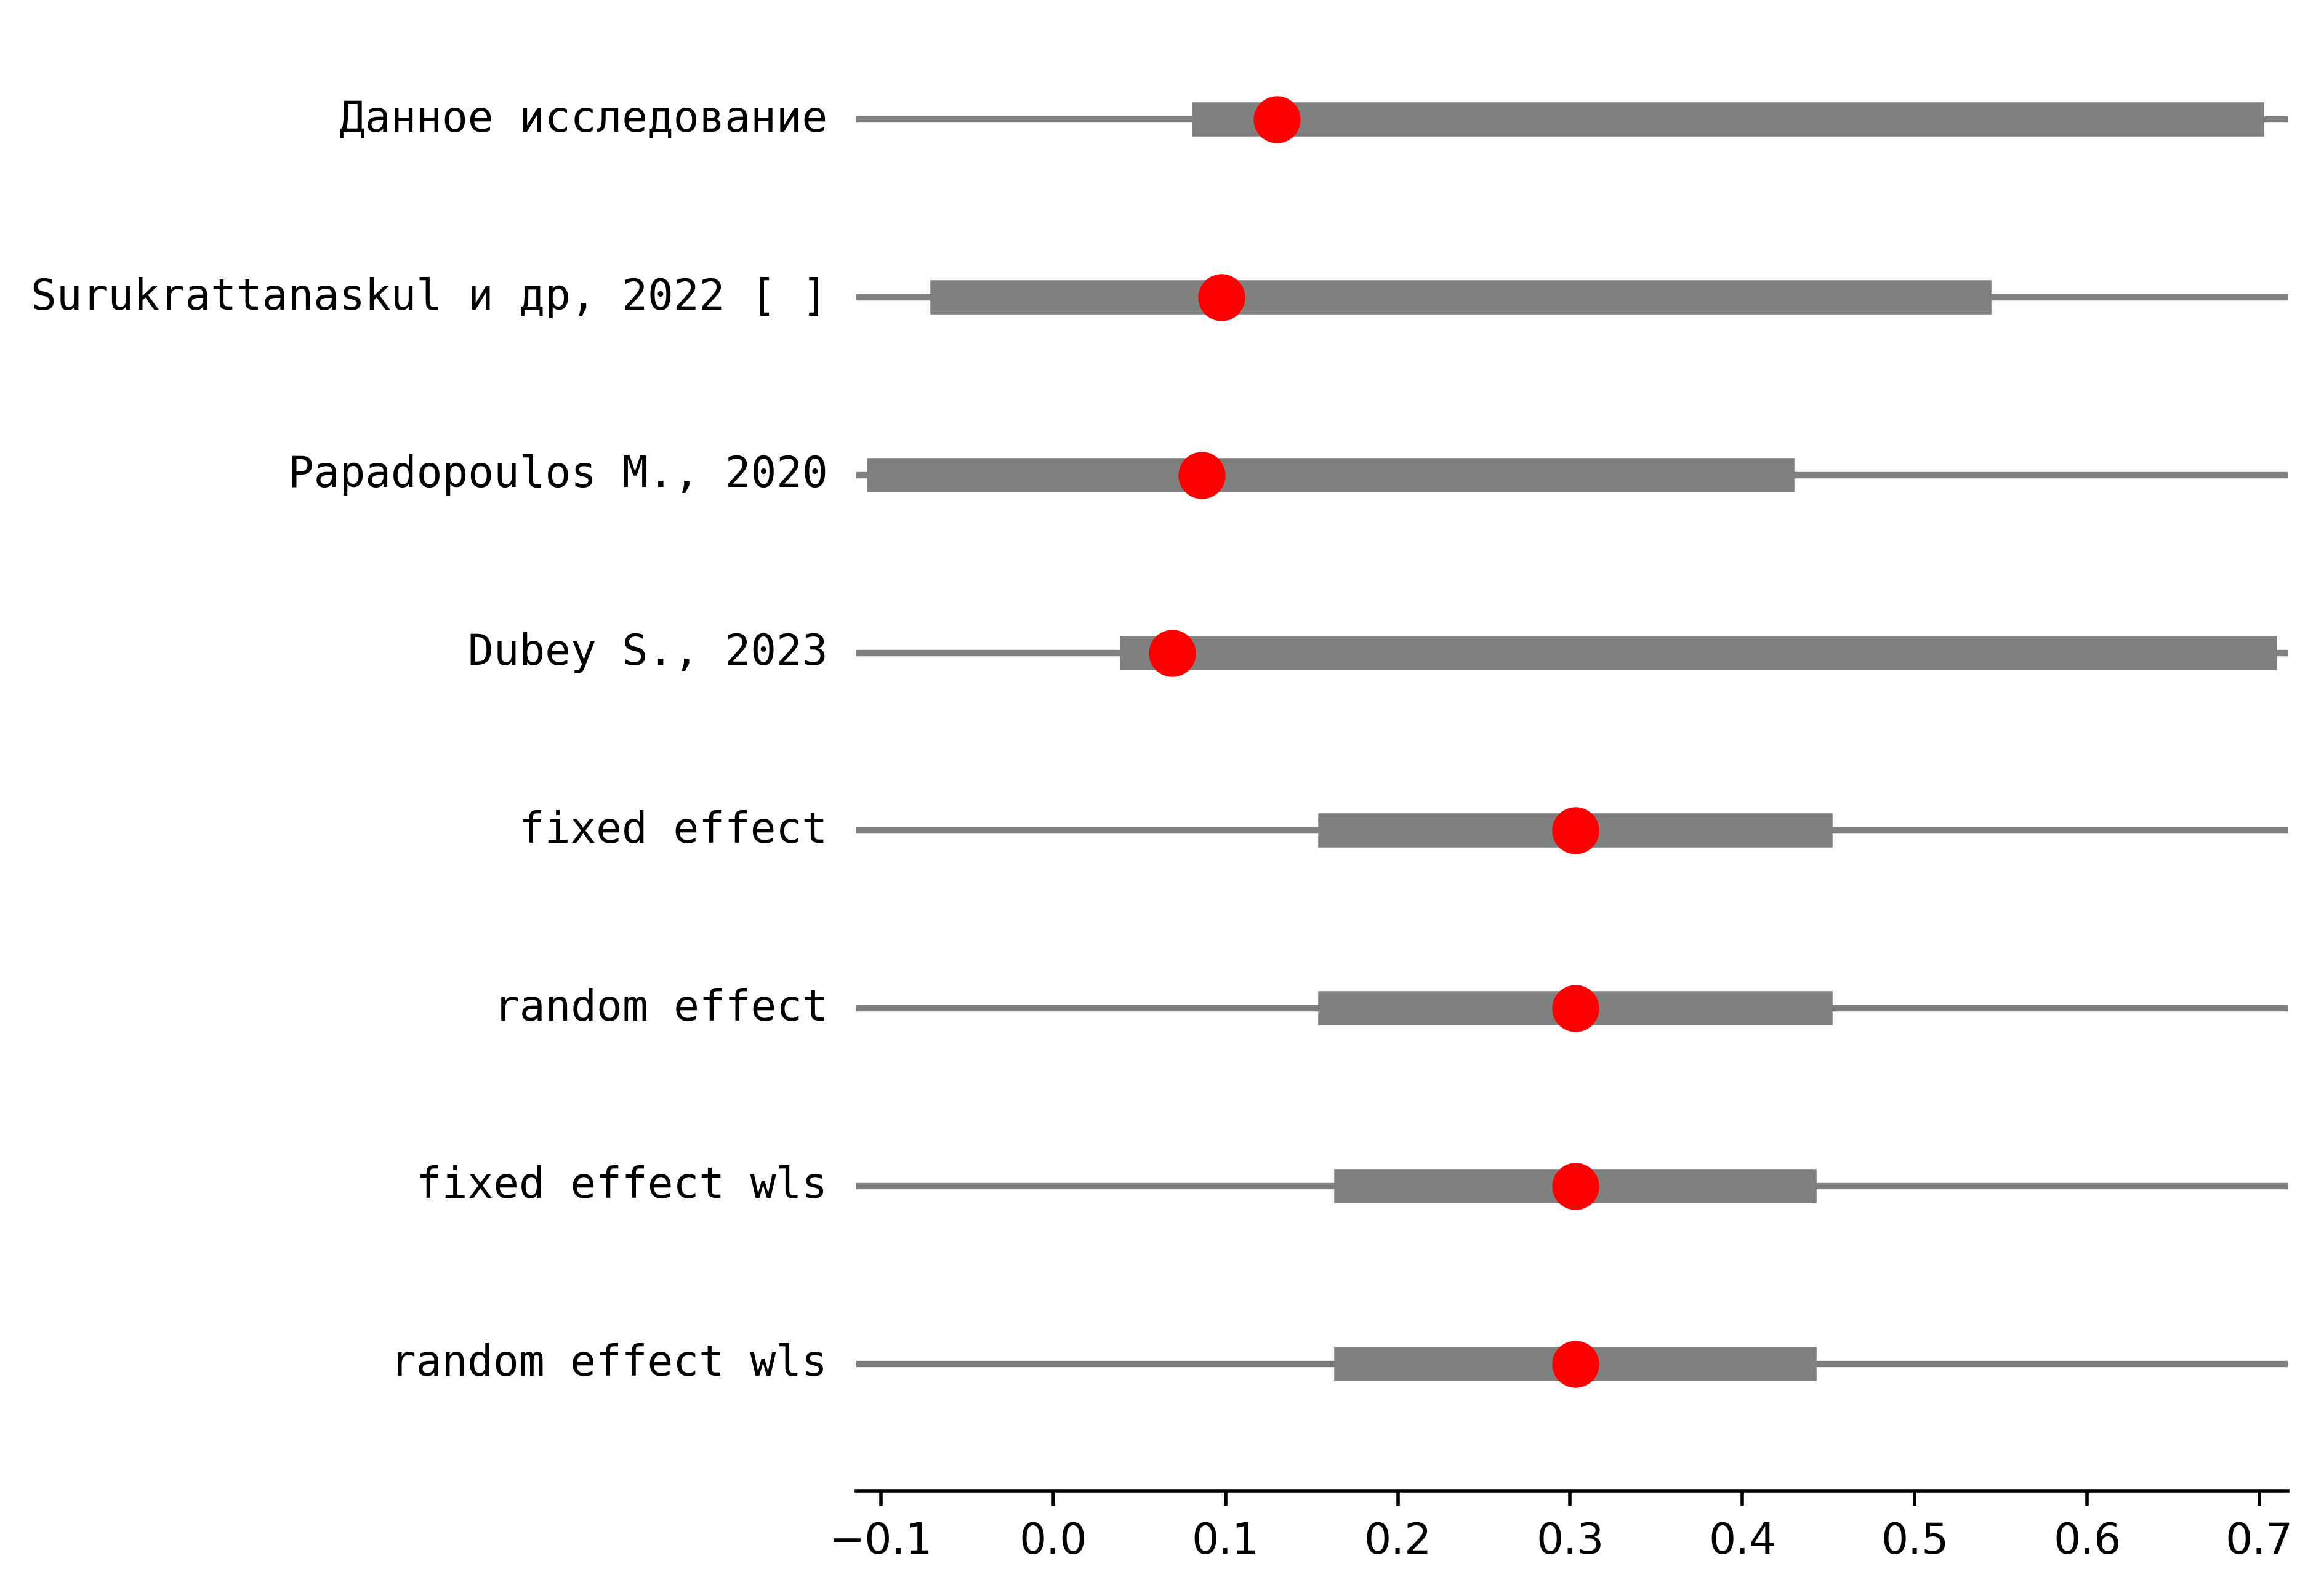 Данное исследование
Surukrattanaskul и др, 2022 [ ]
Papadopoulos M., 2020
Dubey S., 2023
fixed effect
random effect
fixed effect wls
random effect wls
−0.1 0.0 0.1 0.2 0.3 0.4 0.5 0.6 0.7